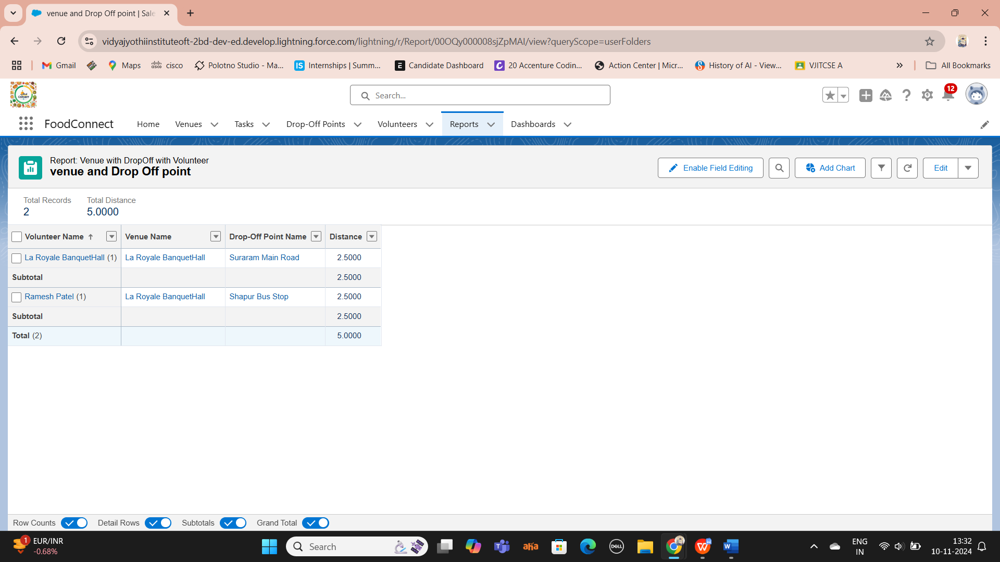 venue and Drop Off point | Sale
vidyajyothiinstituteoft-2bd-dev-ed.develop.lightning.force.com/lightning/r/Report/00OQy000008sjZpMAI/view?queryScope=userFolders
Gmail Maps cisco Polotno Studio - Ma... Internships | Summ... Candidate Dashboard 20 Accenture Codin... Action Center | Micr... History of AI - View... VJITCSE A » All Bookmarks
Search...
12
FoodConnect Home Venues Tasks Drop-Off Points Volunteers Reports Dashboards
Report: Venue with DropOff with Volunteer
venue and Drop Off point
Enable Field Editing Add Chart Edit
Total Records Total Distance
2 5.0000
Volunteer Name ↑ Venue Name Drop-Off Point Name Distance
La Royale BanquetHall (1) La Royale BanquetHall Suraram Main Road 2.5000
Subtotal 2.5000
Ramesh Patel (1) La Royale BanquetHall Shapur Bus Stop 2.5000
Subtotal 2.5000
Total (2) 5.0000
Row Counts Detail Rows Subtotals Grand Total
1 EUR/INR
-0.68%
Search
aha
DELL
ENG
IN
13:32
10-11-2024